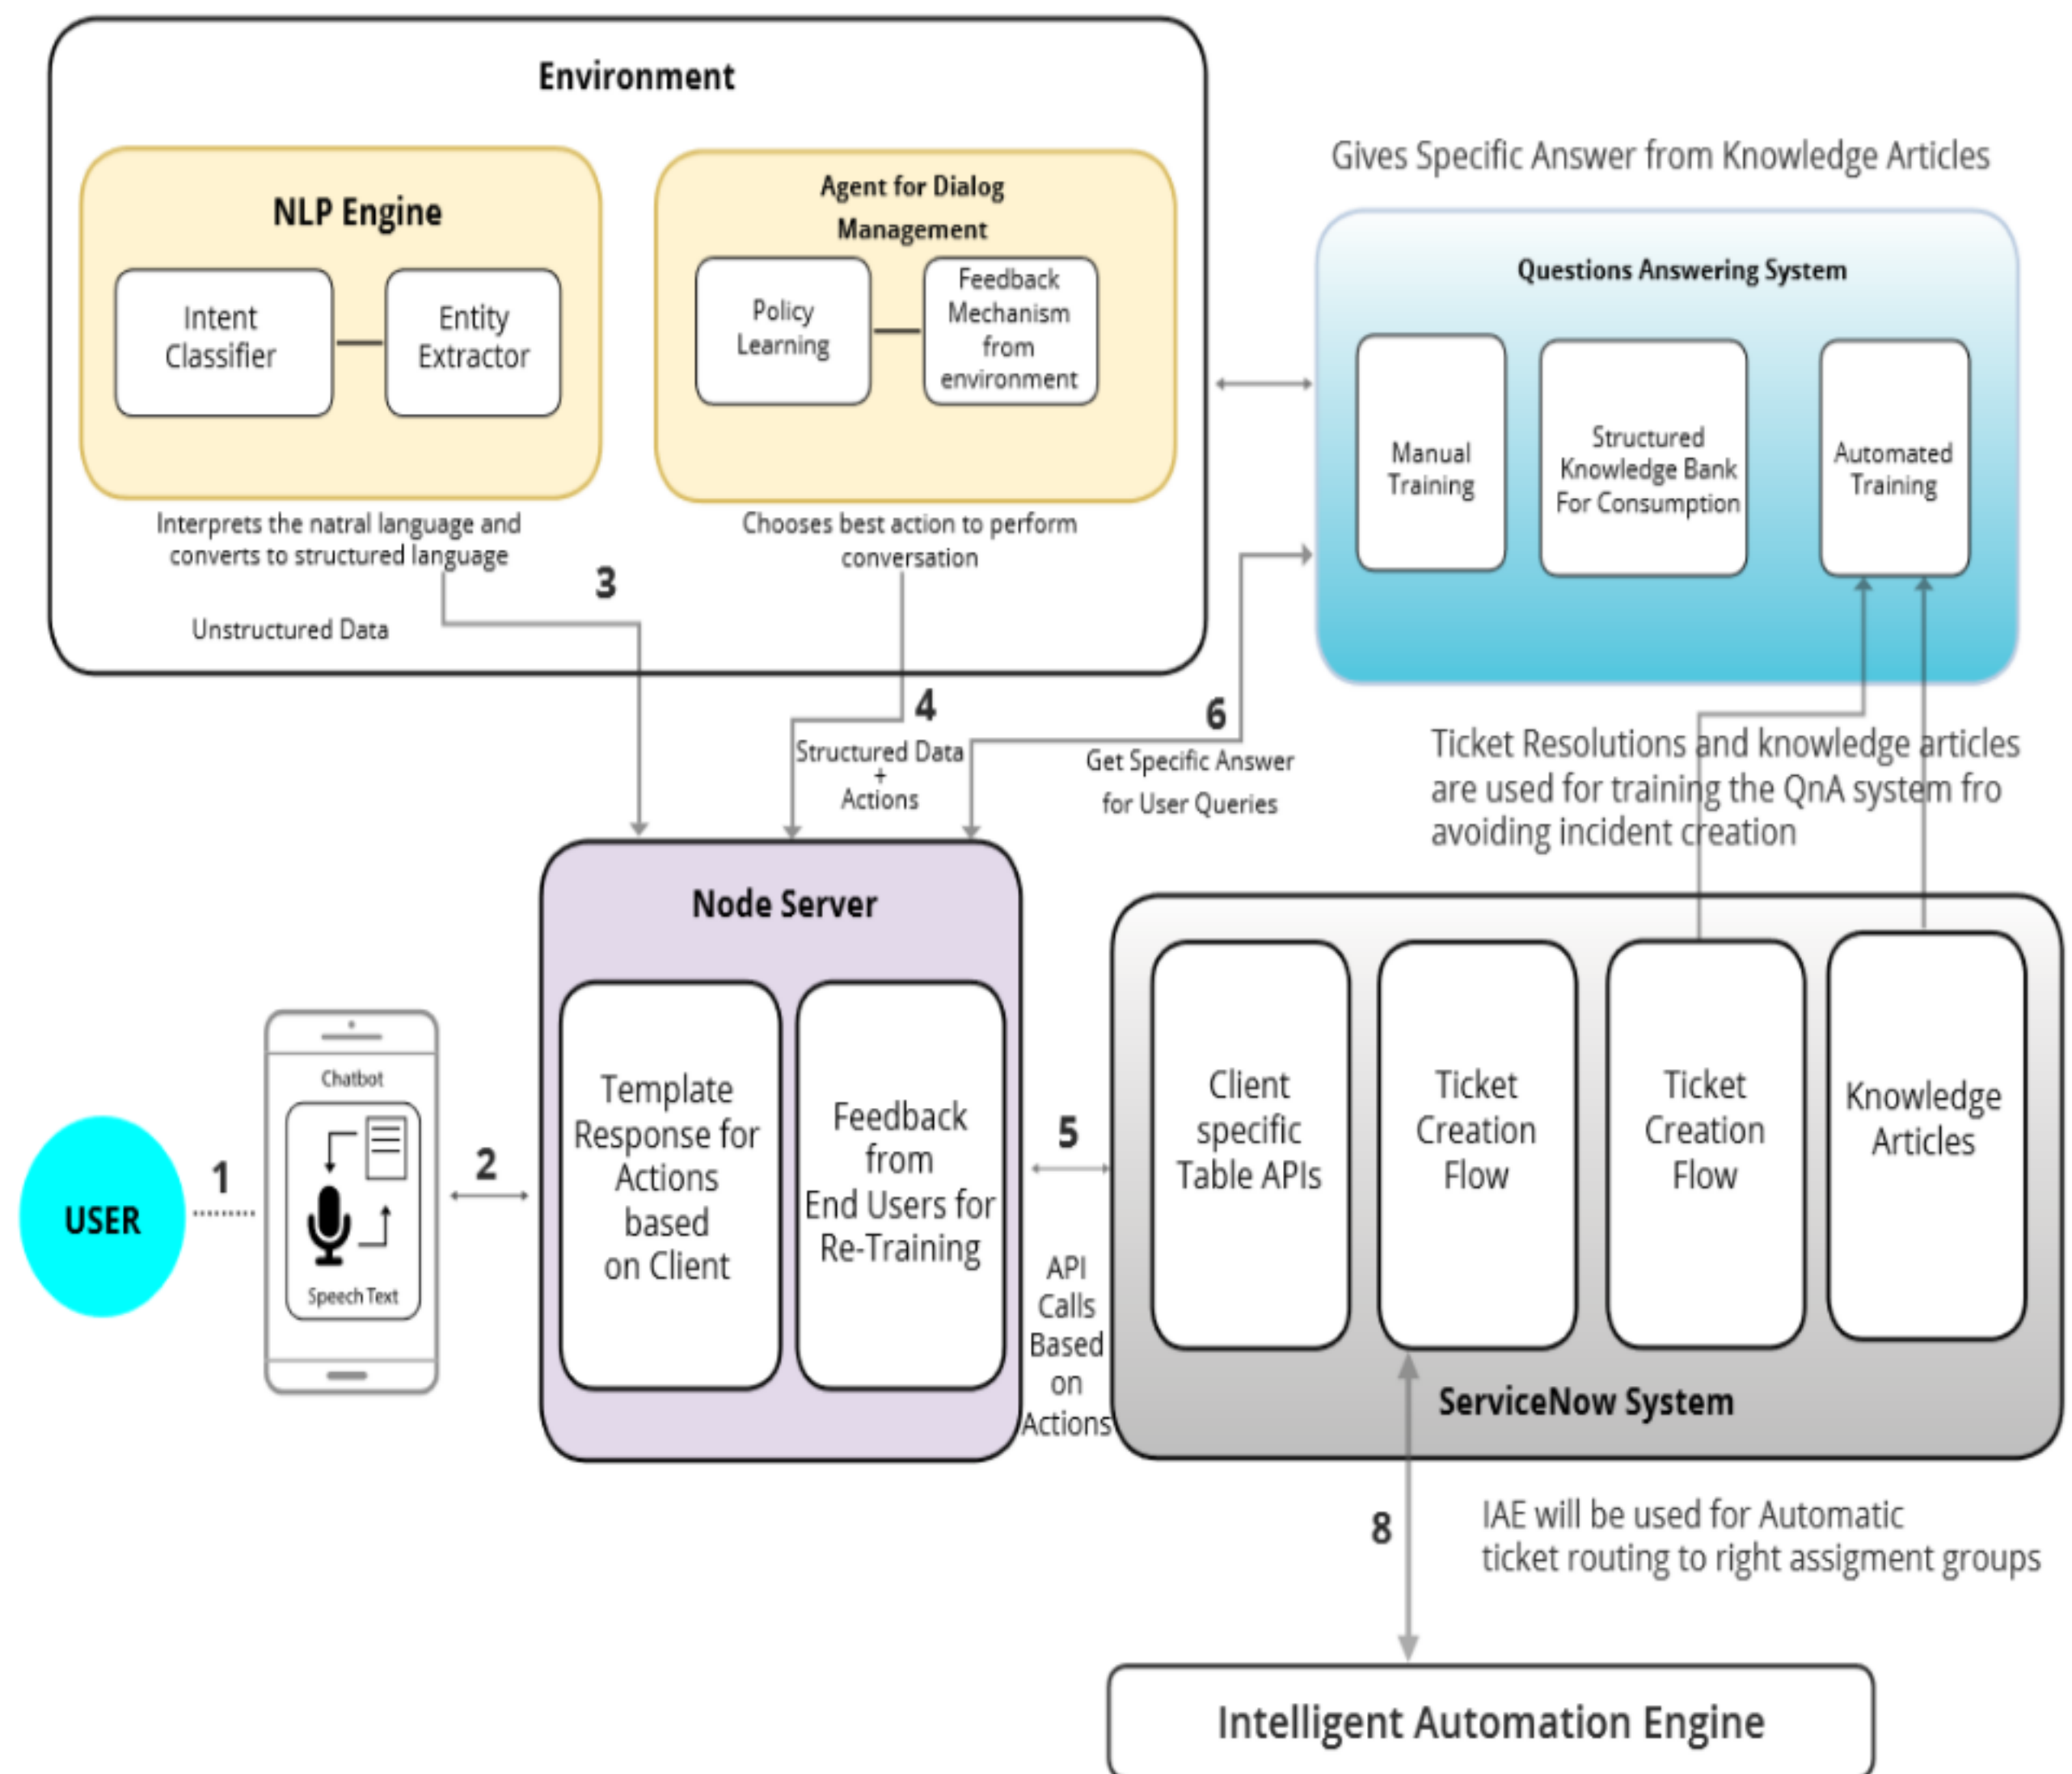 Environment
NLP Engine
Intent
Classifier
Entity
Extractor
Interprets the natral language and
converts to structured language
Unstructured Data
3
Agent for Dialog
Management
Policy
Learning
Feedback
Mechanism
from
environment
Chooses best action to perform
conversation
4
Structured Data
+
Actions
6
Get Specific Answer
for User Queries
Gives Specific Answer from Knowledge Articles
Questions Answering System
Manual
Training
Structured
Knowledge Bank
For Consumption
Automated
Training
Ticket Resolutions and knowledge articles
are used for training the QnA system fro
avoiding incident creation
USER
1
Chatbot
Speech Text
2
Node Server
Template
Response for
Actions
based
on Client
Feedback
from
End Users for
Re-Training
5
API
Calls
Based
on
Actions
Client
specific
Table APIs
Ticket
Creation
Flow
Ticket
Creation
Flow
Knowledge
Articles
ServiceNow System
8
IAE will be used for Automatic
ticket routing to right assigment groups
Intelligent Automation Engine